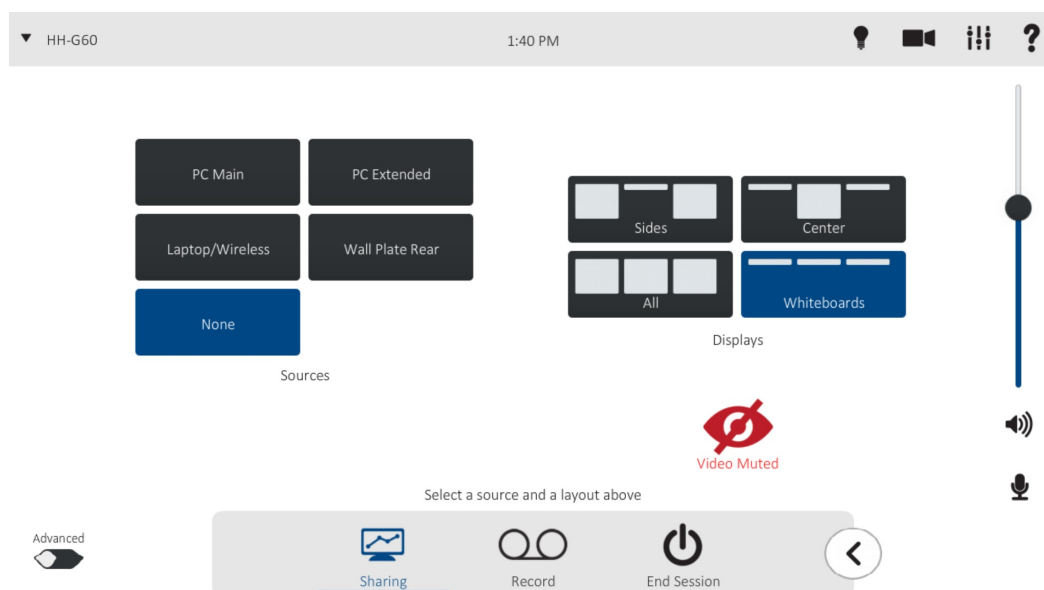 HH-G60
1:40 PM
?
PC Main
PC Extended
Laptop/Wireless
Wall Plate Rear
None
Sources
Sides
Center
All
Whiteboards
Displays
Video Muted
Select a source and a layout above
Advanced
Sharing
Record
End Session